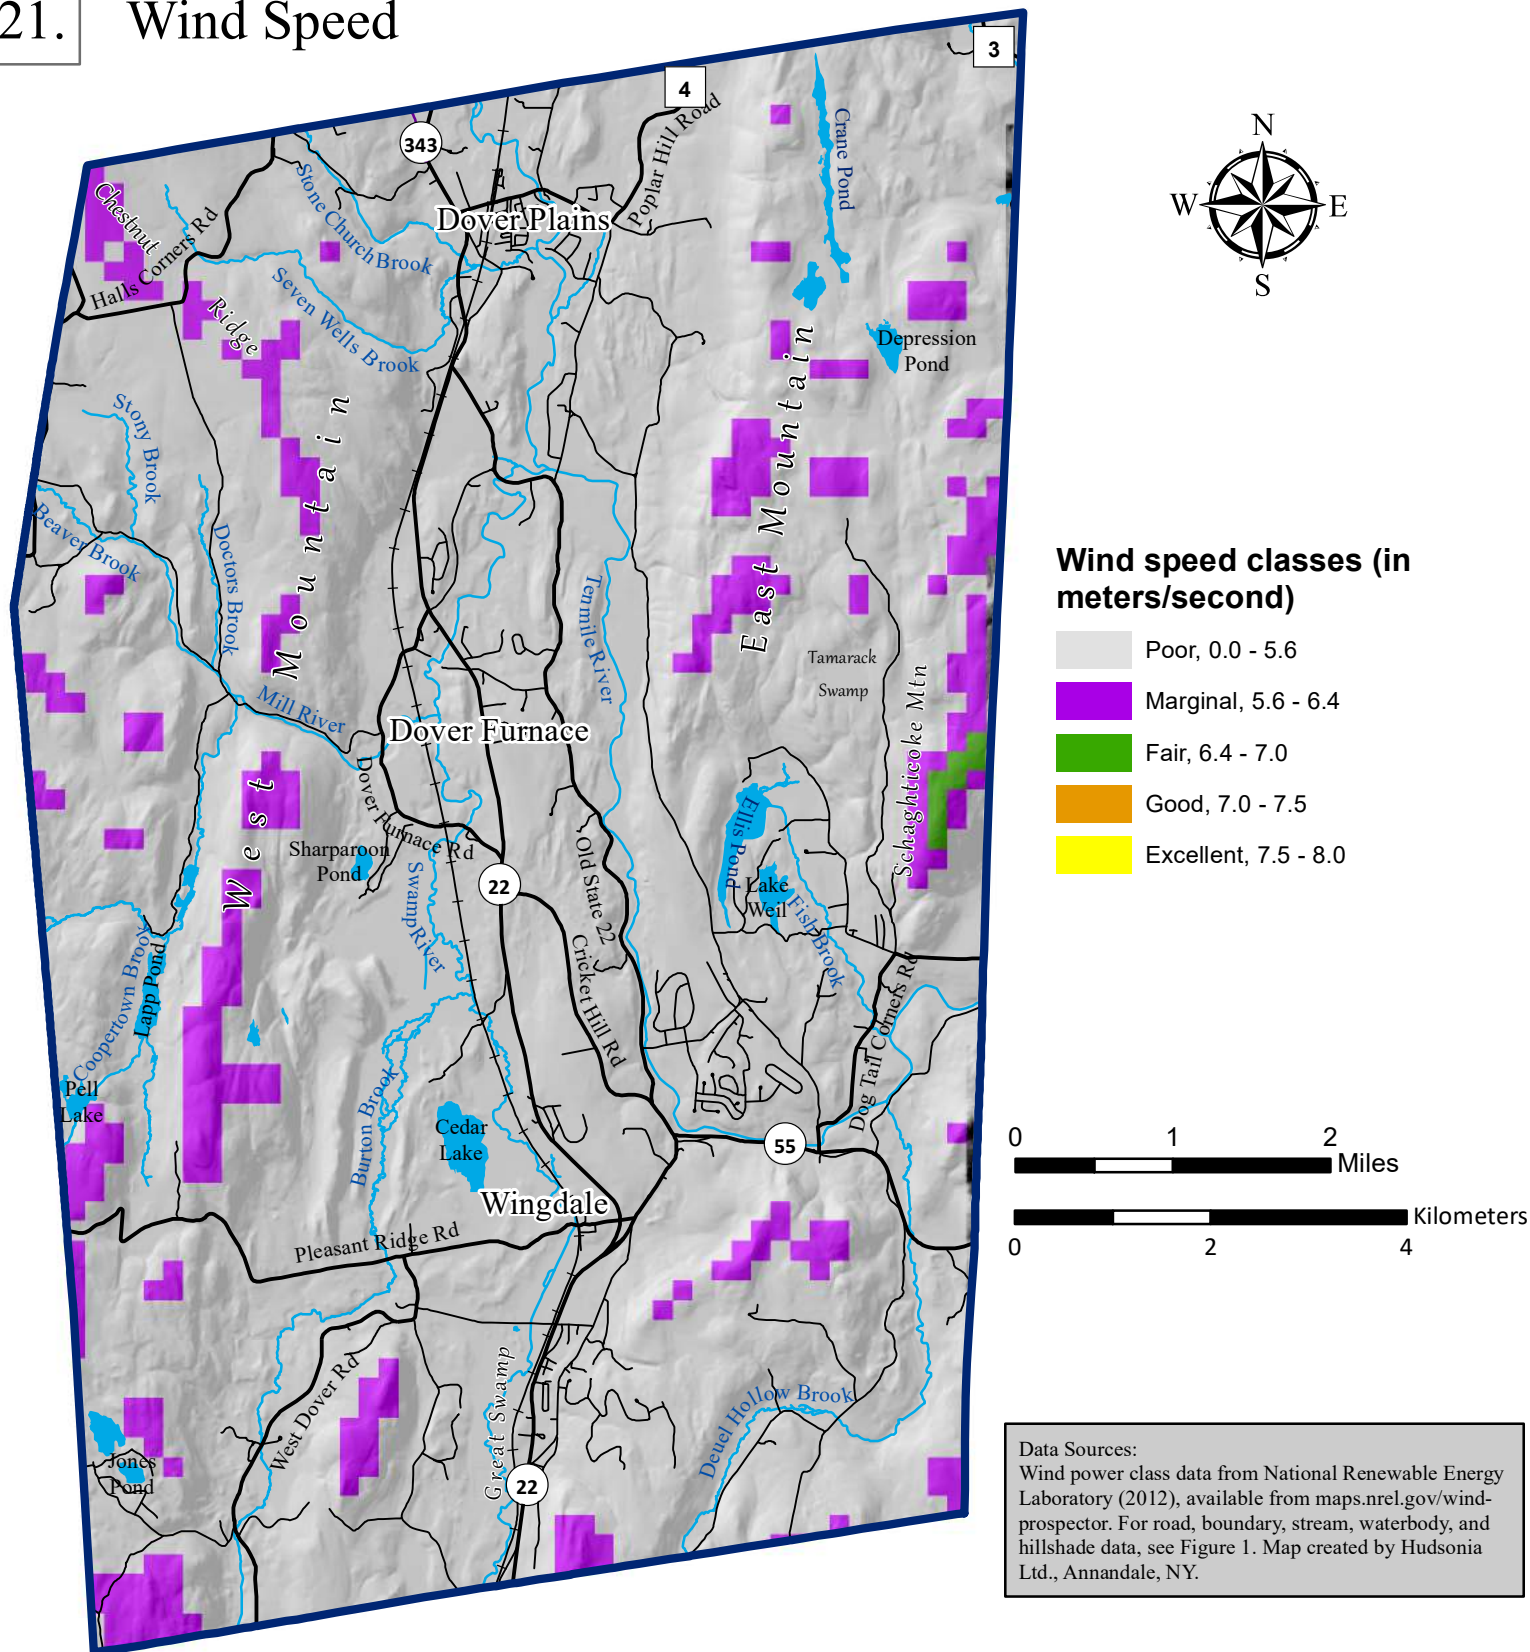 21.
Wind Speed
3
4
343
Poplar Hill Road
Crane Pond
N
W
E
S
Chestnut
Ridge
Halls Corners Rd
Stone Church Brook
Dover Plains
Seven Wells Brook
Depression
Pond
Stony Brook
Beaver Brook
Doctors Brook
West Mountain
East Mountain
Tenmile River
Tamarack
Swamp
Schaghticoke Mtn
Mill River
Dover Furnace
Dover Furnace Rd
Sharparoon
Pond
Swamp River
22
Old State 22
Cricket Hill Rd
Ellis Pond
Lake
Weil
Fish Brook
Dog Tail Corners Rd
Coopertown Brook
Lapp Pond
Pell
Lake
Burton Brook
Cedar
Lake
55
Wingdale
Pleasant Ridge Rd
West Dover Rd
Great Swamp
Deuel Hollow Brook
Jones
Pond
22
Wind speed classes (in
meters/second)
Poor, 0.0 - 5.6
Marginal, 5.6 - 6.4
Fair, 6.4 - 7.0
Good, 7.0 - 7.5
Excellent, 7.5 - 8.0
0 1 2
Miles
Kilometers
0 2 4
Data Sources:
Wind power class data from National Renewable Energy
Laboratory (2012), available from maps.nrel.gov/wind-
prospector. For road, boundary, stream, waterbody, and
hillshade data, see Figure 1. Map created by Hudsonia
Ltd., Annandale, NY.